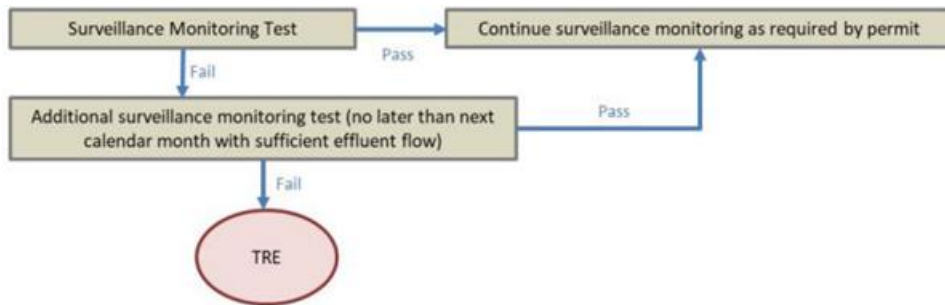 Surveillance Monitoring Test
Continue surveillance monitoring as required by permit
Pass
Fail
Additional surveillance monitoring test (no later than next
calendar month with sufficient effluent flow)
Pass
Fail
TRE